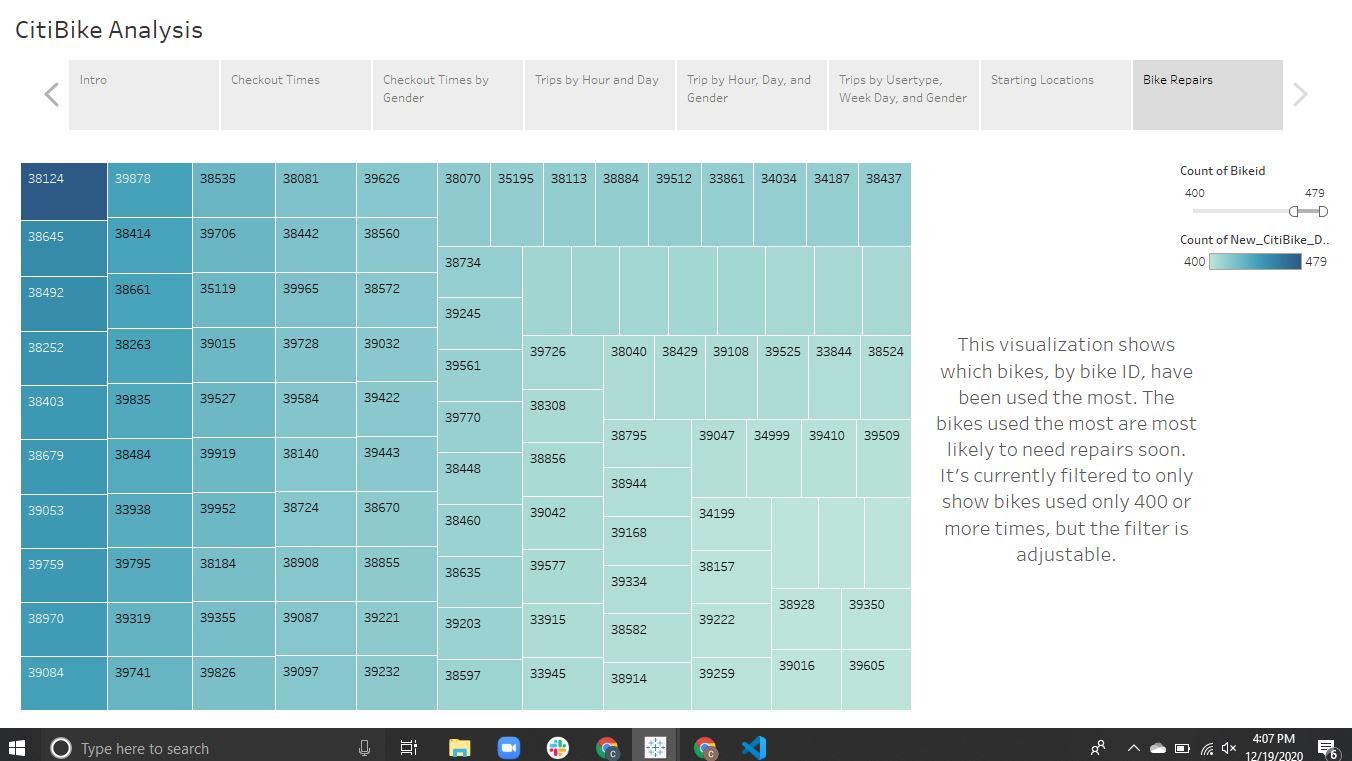 CitiBike Analysis
Intro
Checkout Times
Checkout Times by
Gender
Trips by Hour and Day
Trip by Hour, Day, and
Gender
Trips by Usertype,
Week Day, and Gender
Starting Locations
Bike Repairs
38124
38645
38492
38252
38403
38679
39053
39759
38970
39084
39878
38414
38661
38263
39835
38484
33938
39795
39319
39741
38535
39706
35119
39015
39527
39919
39952
38184
39355
39826
38081
38442
39965
39728
39584
38140
38724
38908
39087
39097
39626
38560
38572
39032
39422
39443
38670
38855
39221
39232
38070 35195 38113 38884 39512 33861 34034 34187 38437
38734
39245
39561
39770
38448
38460
38635
39203
38597
39726
38308
38856
39042
39577
33915
33945
38040 38429 39108 39525 33844 38524
38795
38944
39168
39334
38582
38914
39047 34999 39410 39509
34199
38157
39222
39259
38928 39350
39016 39605
Count of Bikeid
400 479
Count of New_CitiBike_D..
400 479
This visualization shows
which bikes, by bike ID, have
been used the most. The
bikes used the most are most
likely to need repairs soon.
It’s currently filtered to only
show bikes used only 400 or
more times, but the filter is
adjustable.
Type here to search
4:07 PM
12/19/2020
6